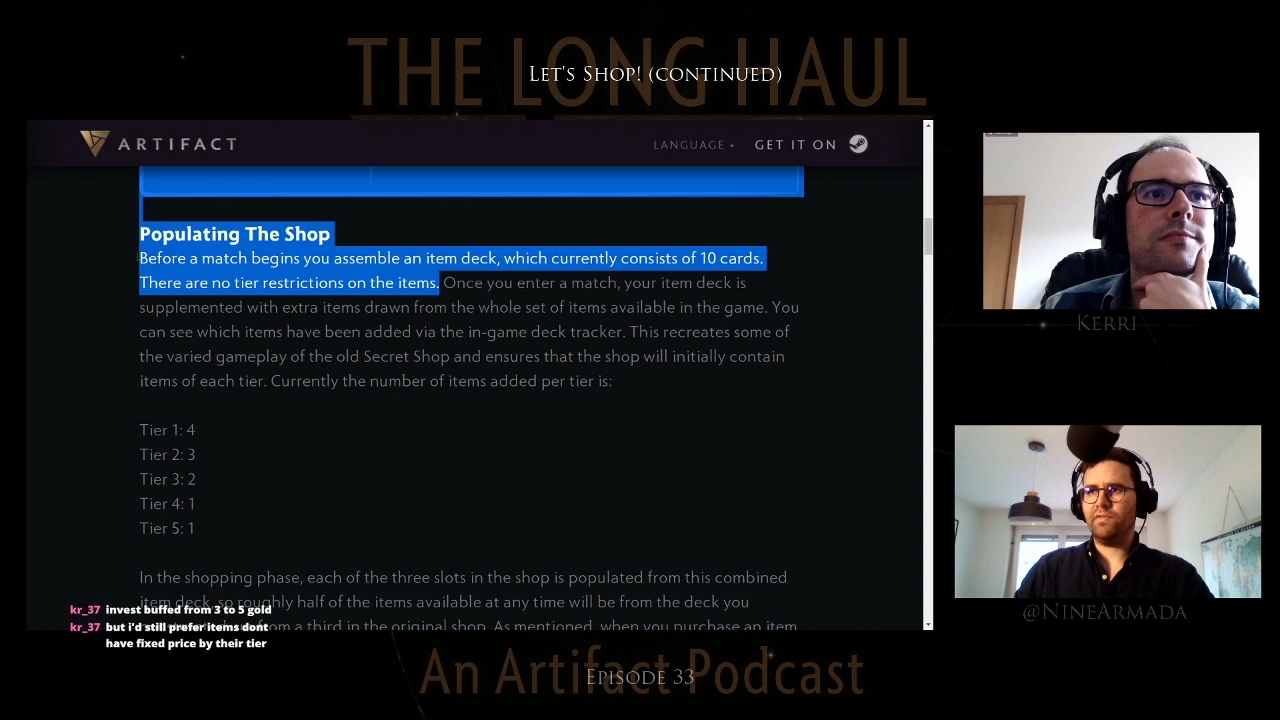 THE LONG HAUL
LET'S SHOP! (CONTINUED)
ARTIFACT
LANGUAGE
GET IT ON
Populating The Shop
Before a match begins you assemble an item deck, which currently consists of 10 cards.
There are no tier restrictions on the items. Once you enter a match, your item deck is
supplemented with extra items drawn from the whole set of items available in the game. You
can see which items have been added via the in-game deck tracker. This recreates some of
the varied gameplay of the old Secret Shop and ensures that the shop will initially contain
items of each tier. Currently the number of items added per tier is:
Tier 1: 4
Tier 2: 3
Tier 3: 2
Tier 4: 1
Tier 5: 1
In the shopping phase, each of the three slots in the shop is populated from this combined
item deck, so roughly half of the items available at any time will be from the deck you
from a third in the original shop. As mentioned, when you purchase an item
kr_37 invest buffed from 3 to 5 gold
kr_37 but i'd still prefer items dont
have fixed price by their tier
KERRI
@NINEARMADA
An Artifact Podcast
EPISODE 33